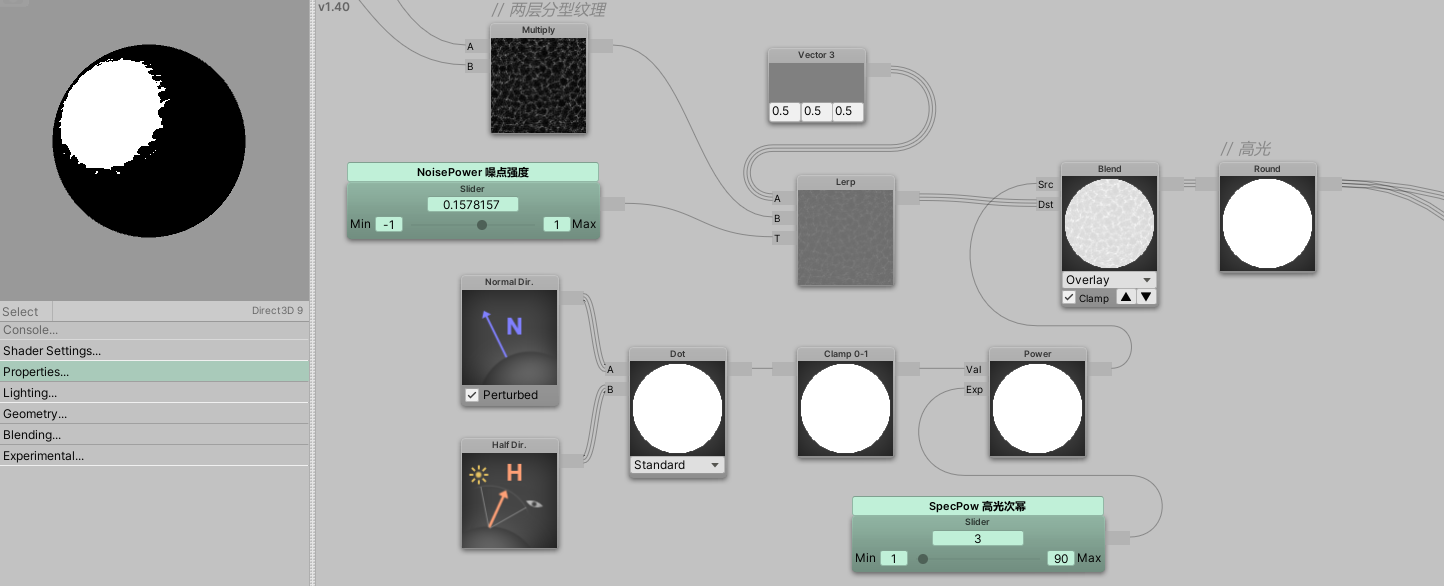 v1.40
// 两层分型纹理
Multiply
A
B
Vector 3
0.5 0.5 0.5
NoisePower 噪点强度
Slider
0.1578157
Min -1 1 Max
Lerp
A
B
T
// 高光
Blend
Src
Dst
Overlay
Clamp
Round
Normal Dir.
N
Perturbed
Half Dir.
H
Dot
A
B
Standard
Clamp 0-1
Power
Val
Exp
SpecPow 高光次幂
Slider
3
Min 1 90 Max
Select Direct3D 9
Console...
Shader Settings...
Properties...
Lighting...
Geometry...
Blending...
Experimental...